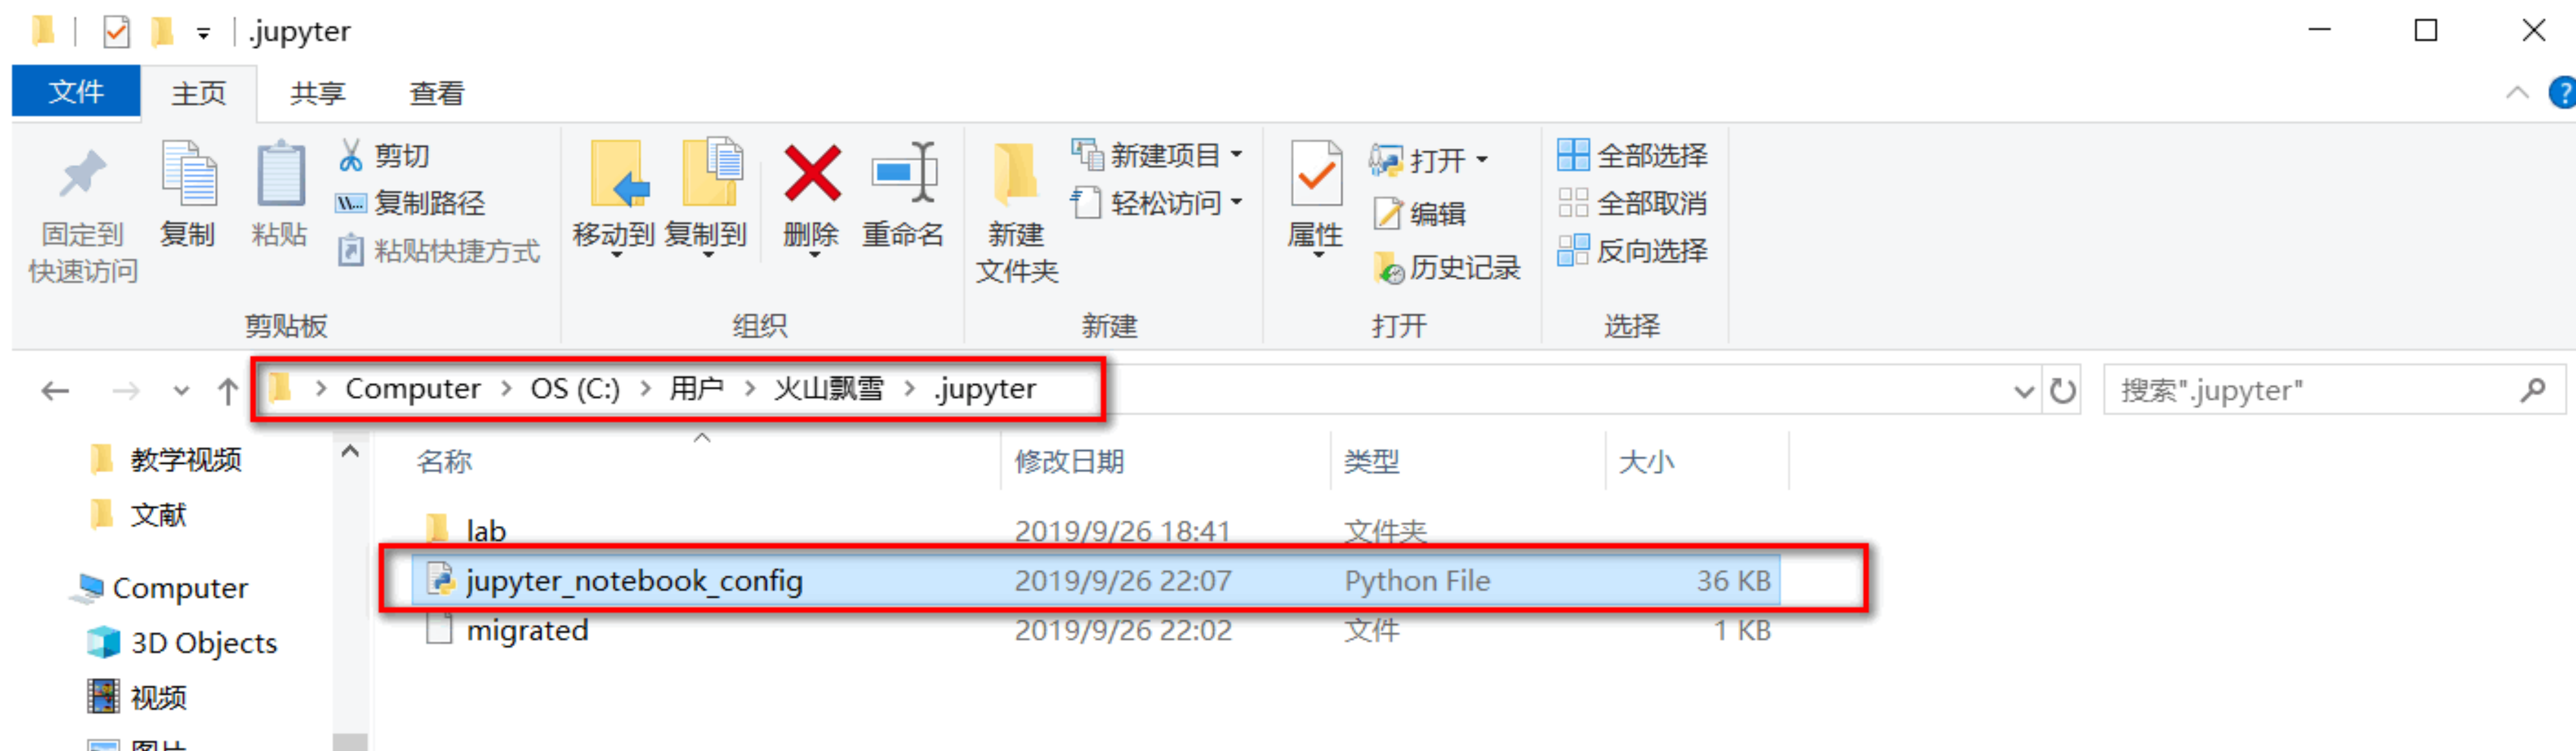 .jupyter
文件 主页 共享 查看
固定到快速访问
复制
粘贴
剪切
复制路径
粘贴快捷方式
移动到
复制到
删除
重命名
新建文件夹
新建项目
轻松访问
属性
打开
编辑
历史记录
全部选择
全部取消
反向选择
剪贴板 组织 新建 打开 选择
Computer OS (C:) 用户 火山飘雪 .jupyter
搜索".jupyter"
教学视频
文献
Computer
3D Objects
视频
图片
名称 修改日期 类型 大小
lab 2019/9/26 18:41 文件夹
jupyter_notebook_config 2019/9/26 22:07 Python File 36 KB
migrated 2019/9/26 22:02 文件 1 KB